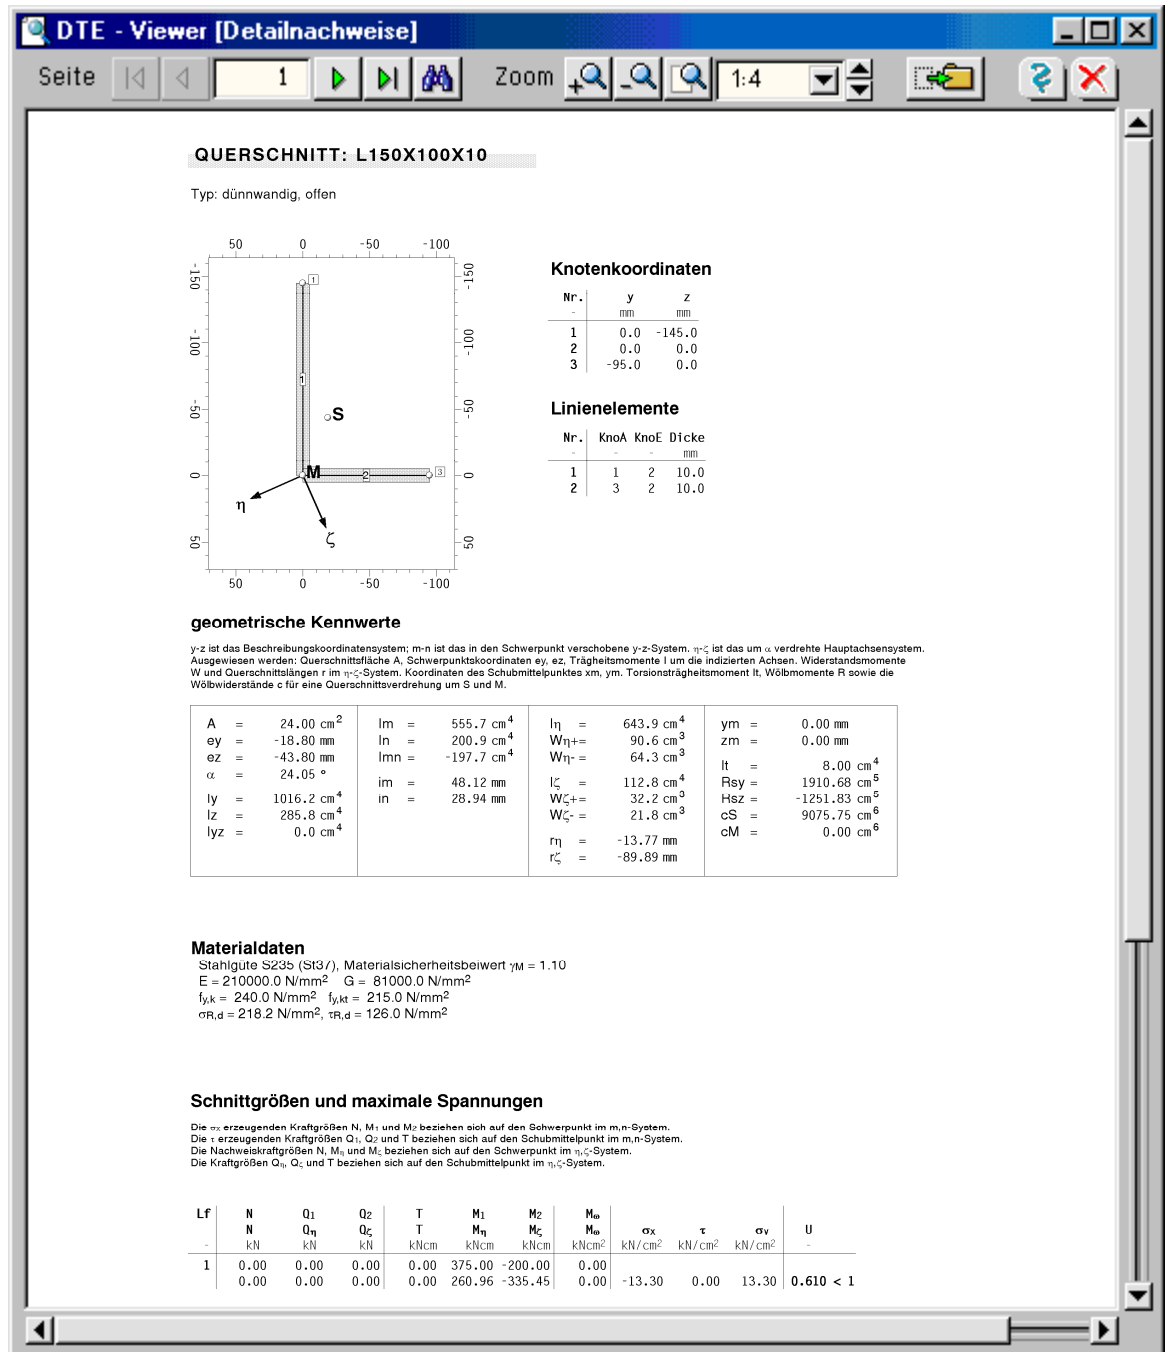 DTE - Viewer [Detailnachweise]
Seite 1 Zoom 1:4
QUERSCHNITT: L150X100X10
Typ: dünnwandig, offen
50 0 -50 -100
-150 -150
1
-100 -100
1
-50 S -50
0 M 2 3 0
η
ζ
50 50
50 0 -50 -100
Knotenkoordinaten
Nr. y z
- mm mm
1 0.0 -145.0
2 0.0 0.0
3 -95.0 0.0
Linienelemente
Nr. KnoA KnoE Dicke
- - - mm
1 1 2 10.0
2 3 2 10.0
geometrische Kennwerte
y-z ist das Beschreibungskoordinatensystem; m-n ist das in den Schwerpunkt verschobene y-z-System. η-ζ ist das um α verdrehte Hauptachsensystem.
Ausgewiesen werden: Querschnittsfläche A, Schwerpunktskoordinaten ey, ez, Trägheitsmomente I um die indizierten Achsen. Widerstandsmomente
W und Querschnittslängen r im η-ζ-System. Koordinaten des Schubmittelpunktes xm, ym. Torsionsträgheitsmoment It, Wölbmomente R sowie die
Wölbwiderstände c für eine Querschnittsverdrehung um S und M.
A = 24.00 cm²
ey = -18.80 mm
ez = -43.80 mm
α = 24.05 °
Iy = 1016.2 cm⁴
Iz = 285.8 cm⁴
Iyz = 0.0 cm⁴
Im = 555.7 cm⁴
In = 200.9 cm⁴
Imn = -197.7 cm⁴
im = 48.12 mm
in = 28.94 mm
Iη = 643.9 cm⁴
Wη+= 90.6 cm³
Wη- = 64.3 cm³
Iζ = 112.8 cm⁴
Wζ+= 32.2 cm³
Wζ- = 21.8 cm³
rη = -13.77 mm
rζ = -89.89 mm
ym = 0.00 mm
zm = 0.00 mm
It = 8.00 cm⁴
Rsy = 1910.68 cm⁵
Rsz = -1251.83 cm⁵
cS = 9075.75 cm⁶
cM = 0.00 cm⁶
Materialdaten
Stahlgüte S235 (St37), Materialsicherheitsbeiwert γM = 1.10
E = 210000.0 N/mm² G = 81000.0 N/mm²
fy,k = 240.0 N/mm² fy,kt = 215.0 N/mm²
σR,d = 218.2 N/mm², τR,d = 126.0 N/mm²
Schnittgrößen und maximale Spannungen
Die σx erzeugenden Kraftgrößen N, M1 und M2 beziehen sich auf den Schwerpunkt im m,n-System.
Die τ erzeugenden Kraftgrößen Q1, Q2 und T beziehen sich auf den Schubmittelpunkt im m,n-System.
Die Nachweiskraftgrößen N, Mη und Mζ beziehen sich auf den Schwerpunkt im η,ζ-System.
Die Kraftgrößen Qη, Qζ und T beziehen sich auf den Schubmittelpunkt im η,ζ-System.
Lf N Q1 Q2 T M1 M2 Mω
N Qη Qζ T Mη Mζ Mω σx τ σv U
- kN kN kN kNcm kNcm kNcm kNcm² kN/cm² kN/cm² kN/cm² -
1 0.00 0.00 0.00 0.00 375.00 -200.00 0.00
0.00 0.00 0.00 0.00 260.96 -335.45 0.00 -13.30 0.00 13.30 0.610 < 1